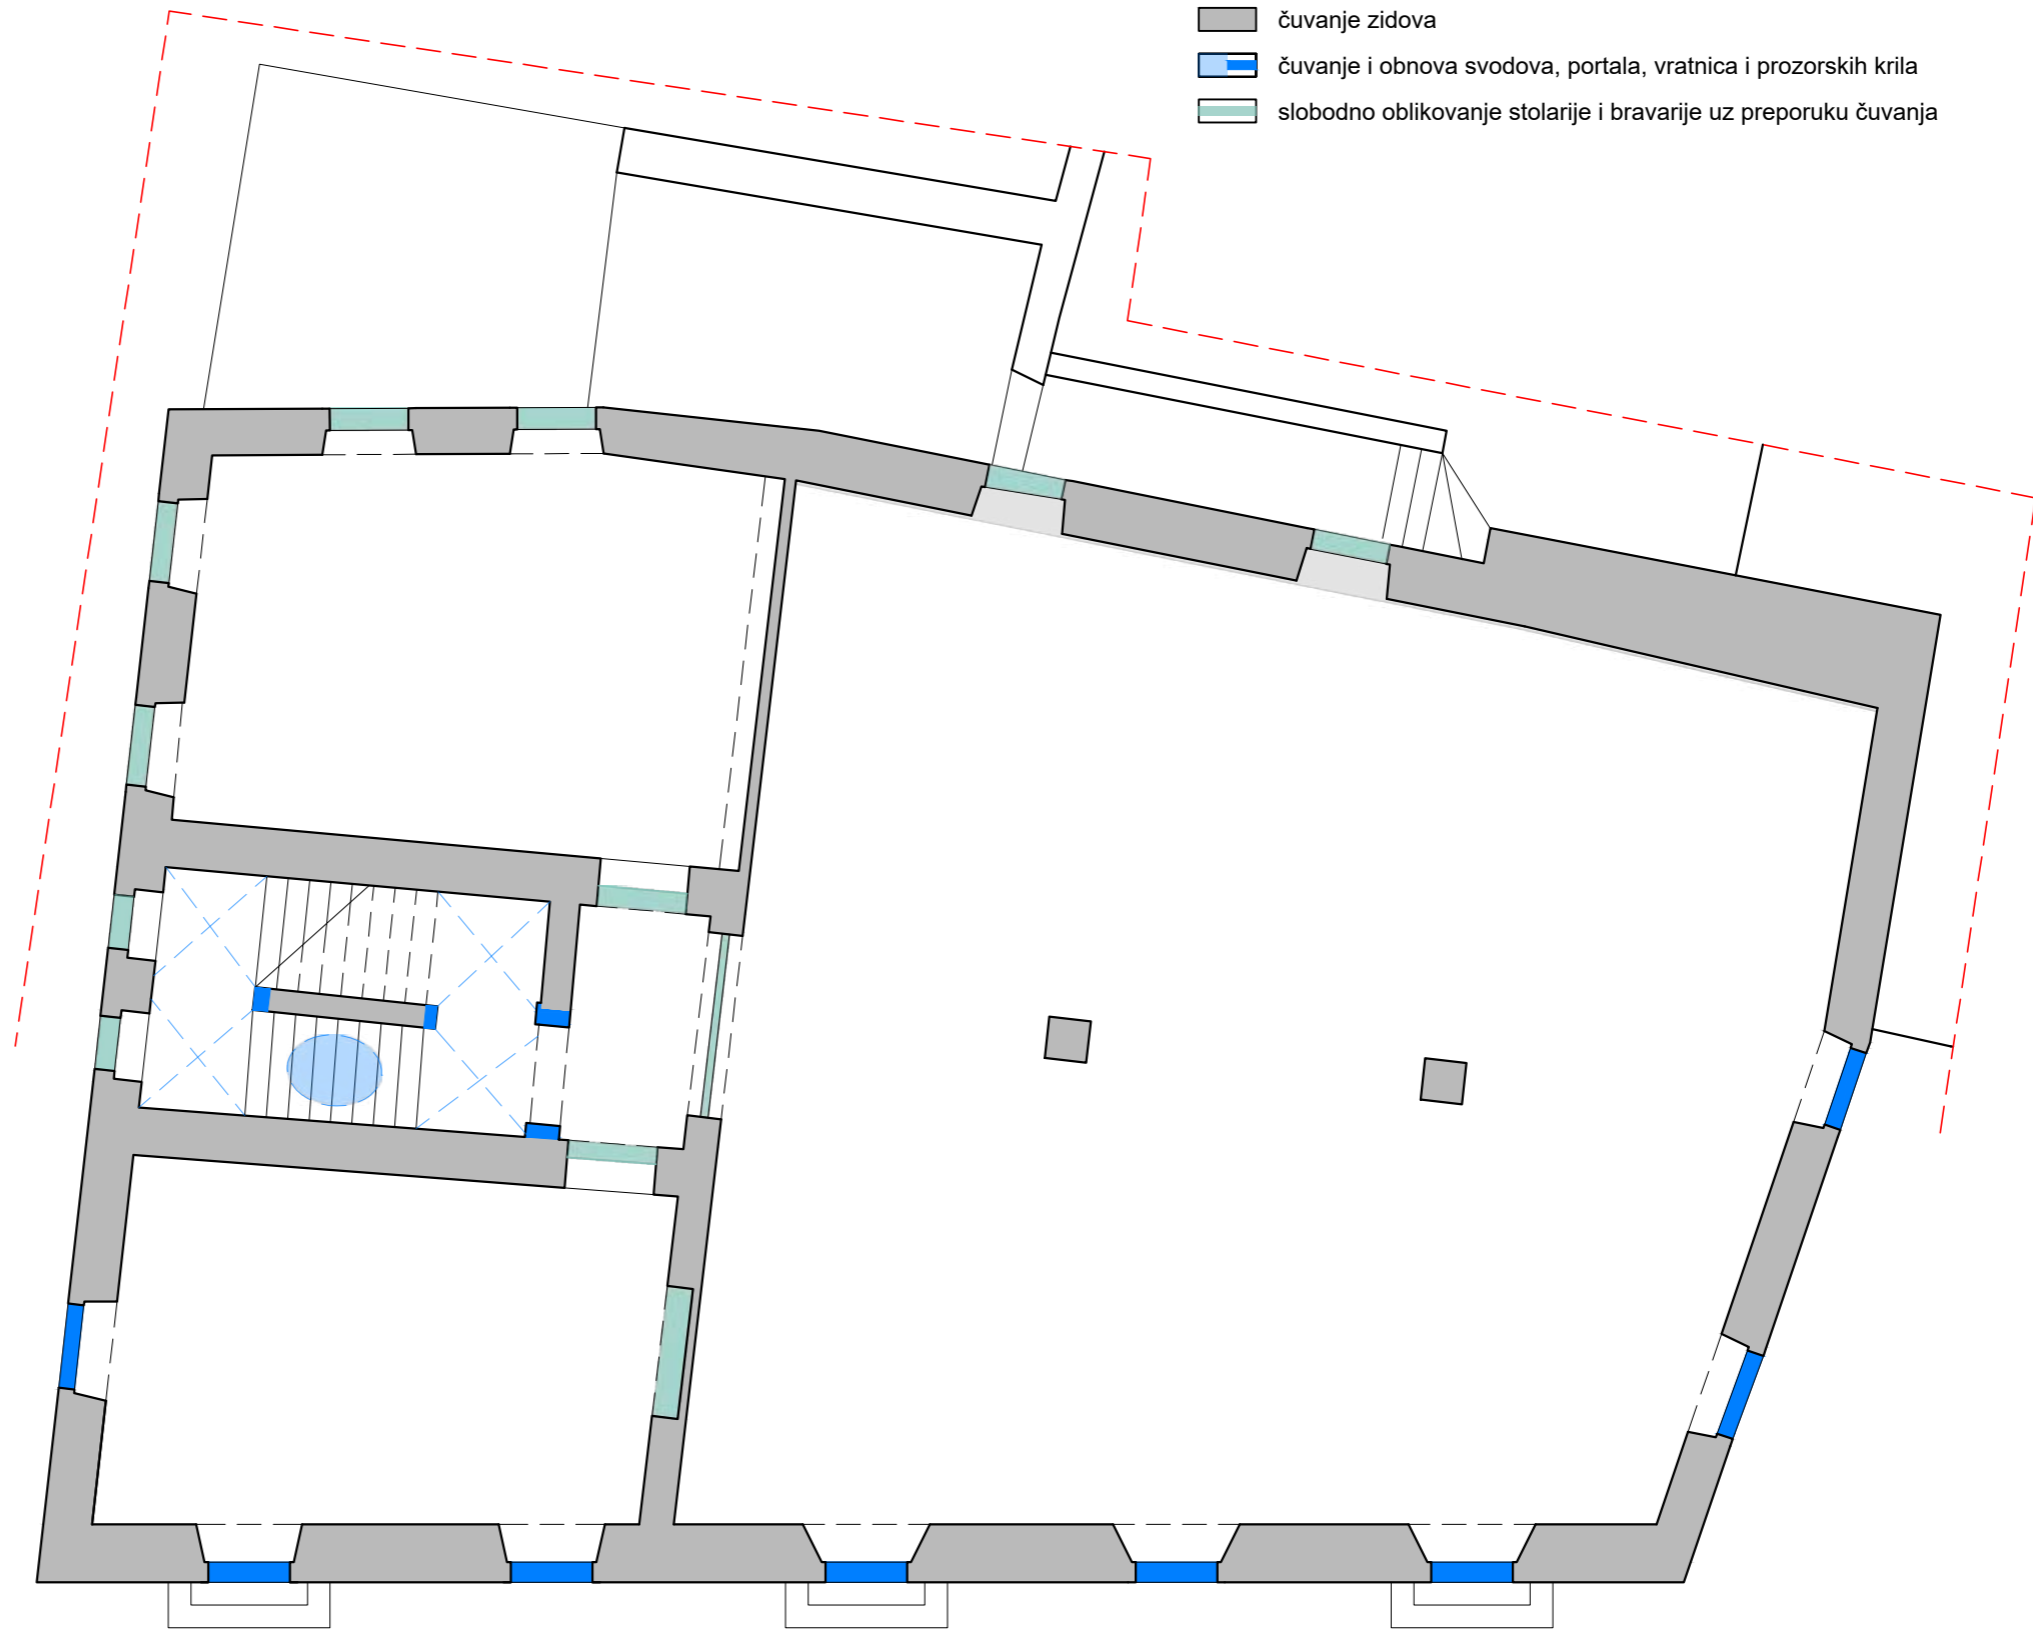 čuvanje zidova
čuvanje i obnova svodova, portala, vratnica i prozorskih krila
slobodno oblikovanje stolarije i bravarije uz preporuku čuvanja